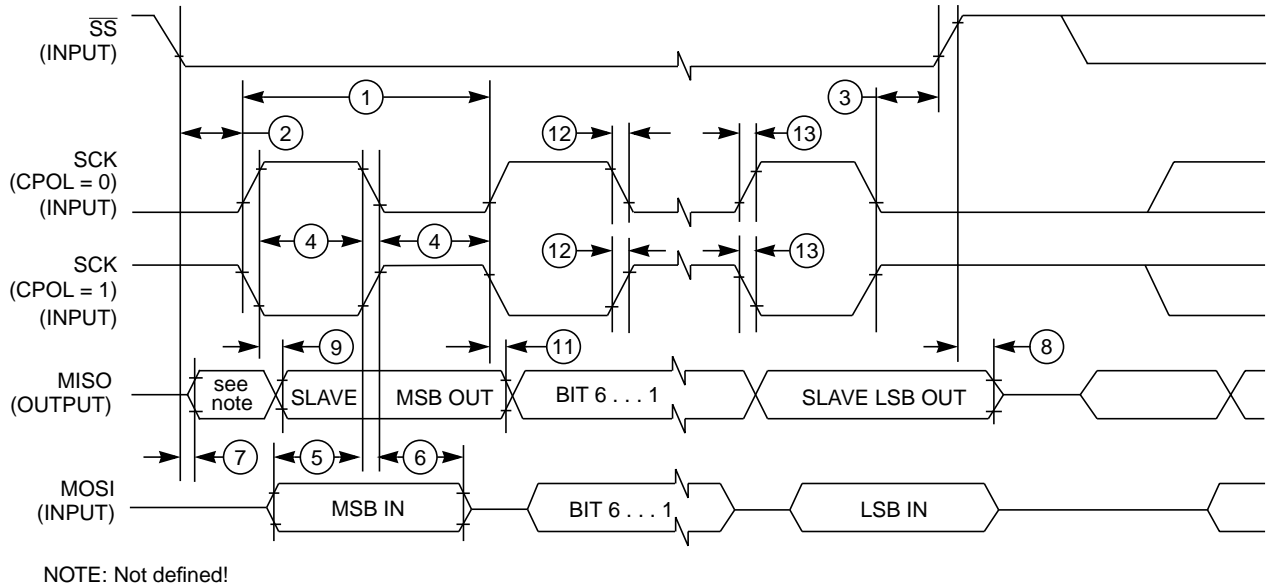 SS
(INPUT)
1
3
2
12
13
SCK
(CPOL = 0)
(INPUT)
4
4
12
13
SCK
(CPOL = 1)
(INPUT)
9
11
8
MISO
(OUTPUT)
see
note
SLAVE
MSB OUT
BIT 6 . . . 1
SLAVE LSB OUT
7
5
6
MOSI
(INPUT)
MSB IN
BIT 6 . . . 1
LSB IN
NOTE: Not defined!